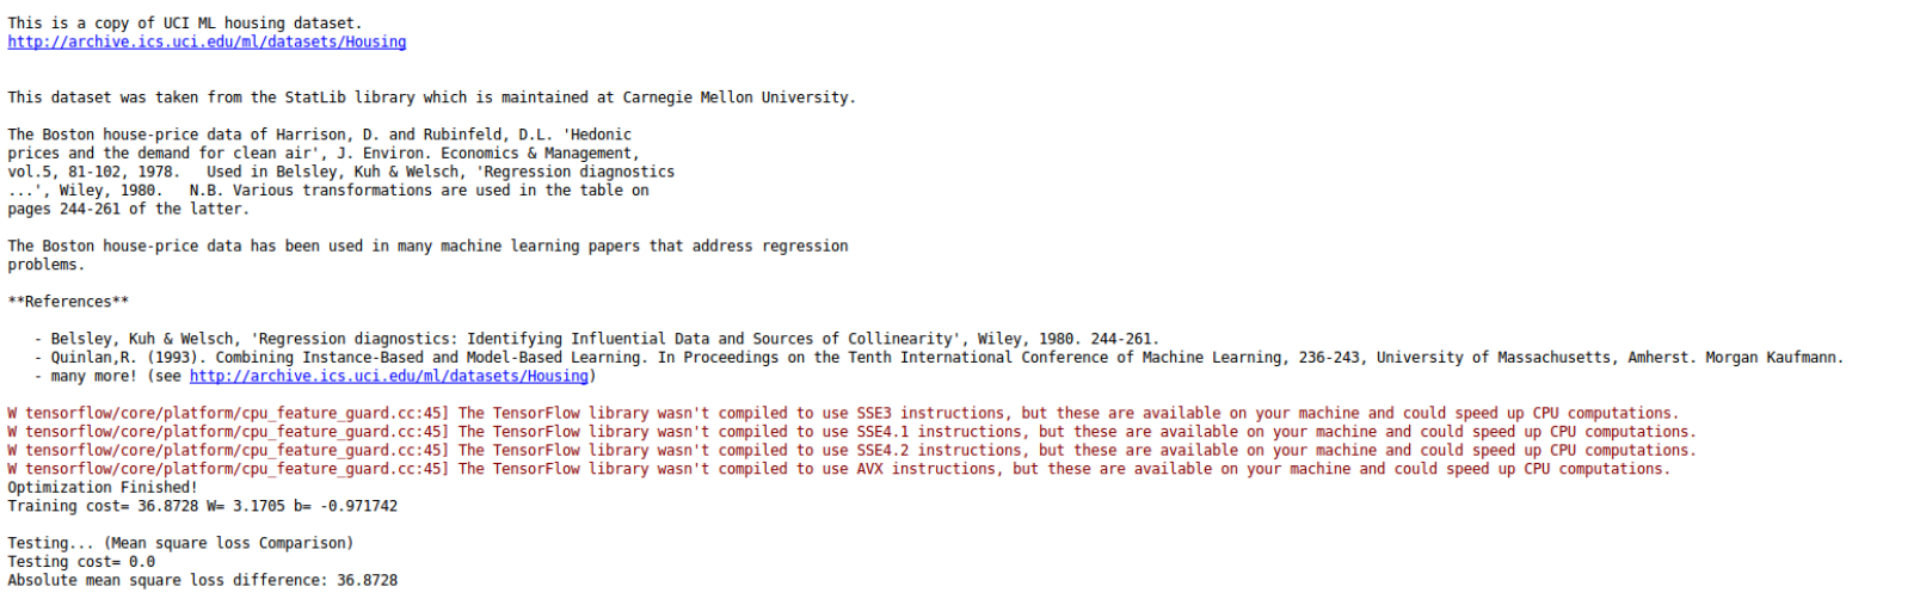 This is a copy of UCI ML housing dataset.
http://archive.ics.uci.edu/ml/datasets/Housing
This dataset was taken from the StatLib library which is maintained at Carnegie Mellon University.
The Boston house-price data of Harrison, D. and Rubinfeld, D.L. 'Hedonic
prices and the demand for clean air', J. Environ. Economics & Management,
vol.5, 81-102, 1978.   Used in Belsley, Kuh & Welsch, 'Regression diagnostics
...', Wiley, 1980.   N.B. Various transformations are used in the table on
pages 244-261 of the latter.
The Boston house-price data has been used in many machine learning papers that address regression
problems.
**References**
- Belsley, Kuh & Welsch, 'Regression diagnostics: Identifying Influential Data and Sources of Collinearity', Wiley, 1980. 244-261.
- Quinlan,R. (1993). Combining Instance-Based and Model-Based Learning. In Proceedings on the Tenth International Conference of Machine Learning, 236-243, University of Massachusetts, Amherst. Morgan Kaufmann.
- many more! (see http://archive.ics.uci.edu/ml/datasets/Housing)
W tensorflow/core/platform/cpu_feature_guard.cc:45] The TensorFlow library wasn't compiled to use SSE3 instructions, but these are available on your machine and could speed up CPU computations.
W tensorflow/core/platform/cpu_feature_guard.cc:45] The TensorFlow library wasn't compiled to use SSE4.1 instructions, but these are available on your machine and could speed up CPU computations.
W tensorflow/core/platform/cpu_feature_guard.cc:45] The TensorFlow library wasn't compiled to use SSE4.2 instructions, but these are available on your machine and could speed up CPU computations.
W tensorflow/core/platform/cpu_feature_guard.cc:45] The TensorFlow library wasn't compiled to use AVX instructions, but these are available on your machine and could speed up CPU computations.
Optimization Finished!
Training cost= 36.8728 W= 3.1705 b= -0.971742
Testing... (Mean square loss Comparison)
Testing cost= 0.0
Absolute mean square loss difference: 36.8728